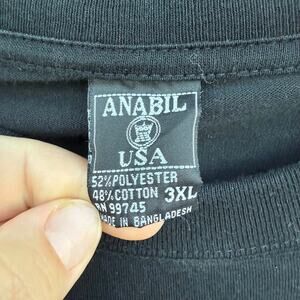 ANABIL
USA
52% POLYESTER
48% COTTON 3XL
RN 99745
MADE IN BANGLADESH